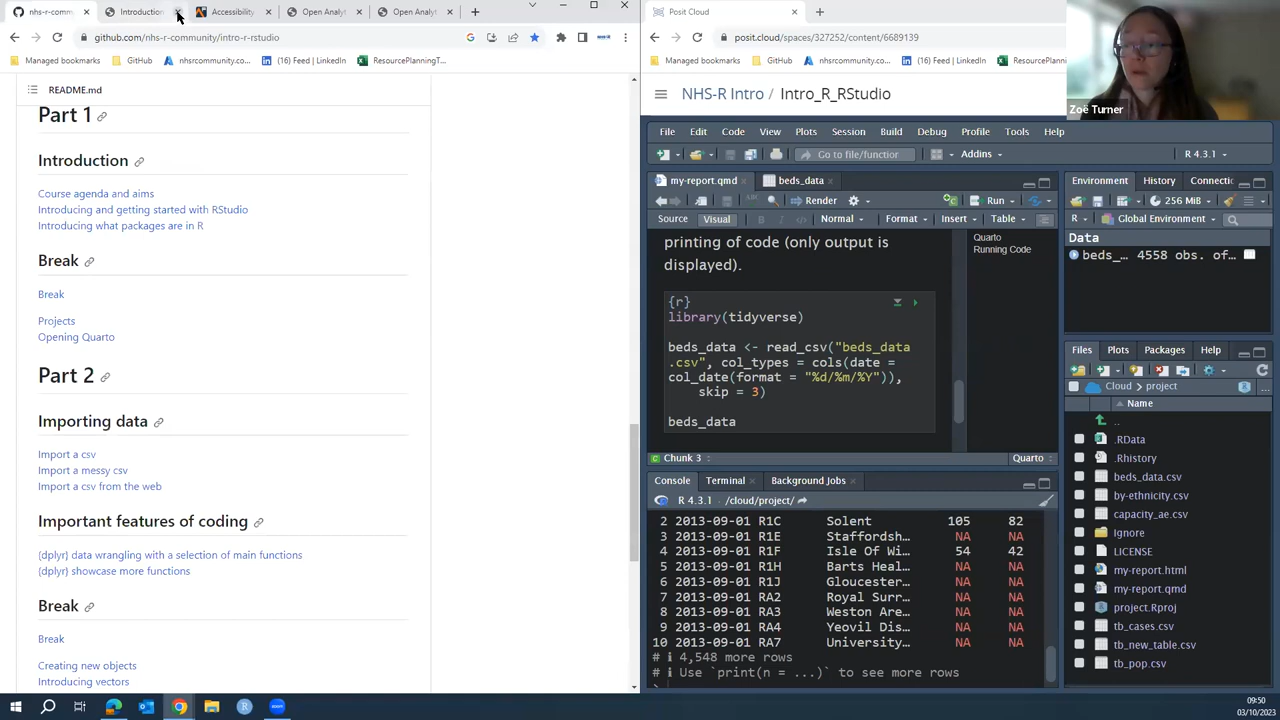 nhs-r-comm
Introduction
Accessibility
Open Analyt
Open Analyt
github.com/nhs-r-community/intro-r-rstudio
Managed bookmarks
GitHub
nhsrcommunity.co...
(16) Feed | LinkedIn
ResourcePlanningT...
README.md
Part 1
Introduction
Course agenda and aims
Introducing and getting started with RStudio
Introducing what packages are in R
Break
Break
Projects
Opening Quarto
Part 2
Importing data
Import a csv
Import a messy csv
Import a csv from the web
Important features of coding
(dplyr) data wrangling with a selection of main functions
(dplyr) showcase more functions
Break
Break
Creating new objects
Introducing vectors
Posit Cloud
posit.cloud/spaces/327252/content/6689139
Managed bookmarks
GitHub
nhsrcommunity.co...
(16) Feed | LinkedIn
ResourcePlannin
Zoë Turner
NHS-R Intro / Intro_R_RStudio
File Edit Code View Plots Session Build Debug Profile Tools Help
Go to file/function
Addins
R 4.3.1
my-report.qmd
beds_data
Render
Run
Source Visual
Normal
Format
Insert
Table
printing of code (only output is
displayed).
{r}
library(tidyverse)
beds_data <- read_csv("beds_data
.csv", col_types = cols(date =
col_date(format = "%d/%m/%Y")),
skip = 3)
beds_data
Chunk 3
Quarto
Quarto
Running Code
Console Terminal Background Jobs
R 4.3.1 · /cloud/project/
2 2013-09-01 R1C Solent 105 82
3 2013-09-01 R1E Staffordsh… NA NA
4 2013-09-01 R1F Isle Of Wi… 54 42
5 2013-09-01 R1H Barts Heal… NA NA
6 2013-09-01 R1J Gloucester… NA NA
7 2013-09-01 RA2 Royal Surr… NA NA
8 2013-09-01 RA3 Weston Are… NA NA
9 2013-09-01 RA4 Yeovil Dis… NA NA
10 2013-09-01 RA7 University… NA NA
# ℹ 4,548 more rows
# ℹ Use `print(n = ...)` to see more rows
>
Environment History Connectic
256 MiB
R
Global Environment
Data
beds_… 4558 obs. of…
Files Plots Packages Help
Cloud project
Name
..
.RData
.Rhistory
beds_data.csv
by-ethnicity.csv
capacity_ae.csv
Ignore
LICENSE
my-report.html
my-report.qmd
project.Rproj
tb_cases.csv
tb_new_table.csv
tb_pop.csv
09:50
03/10/2023